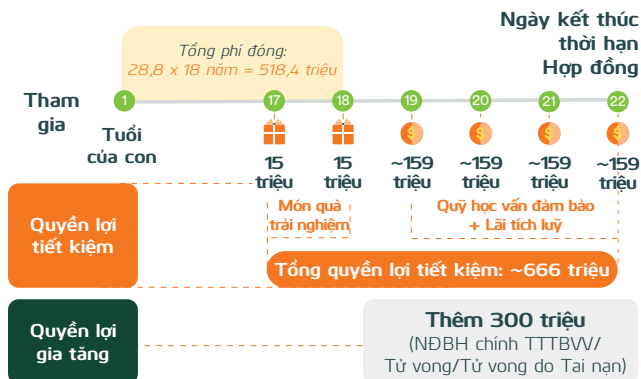 Ngày kết thúc
thời hạn
Hợp đồng
Tổng phí đóng:
28,8 x 18 năm = 518,4 triệu
Tham
gia
1 17 18 19 20 21 22
Tuổi
của con
15
triệu
15
triệu
~159
triệu
~159
triệu
~159
triệu
~159
triệu
Món quà
trải nghiệm
Quỹ học vấn đảm bảo
+ Lãi tích luỹ
Quyền lợi
tiết kiệm
Tổng quyền lợi tiết kiệm: ~666 triệu
Quyền lợi
gia tăng
Thêm 300 triệu
(NĐBH chính TTTBVV/
Tử vong/Tử vong do Tai nạn)